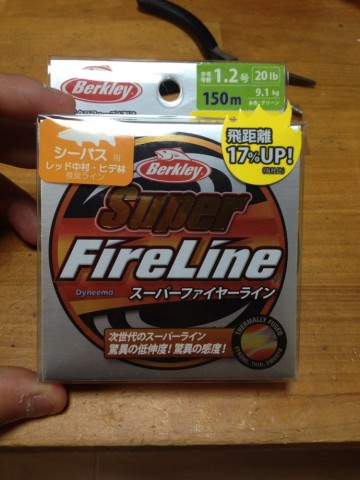 Berkley
1.2号
20lb
150m
9.1kg
シーバス用
レッド中村・ヒデ林
飛距離
17%UP!
Berkley
Super
FireLine
Dyneema
スーパーファイヤーライン
次世代のスーパーライン
驚異の低伸度!驚異の感度!
THERMALLY FUSED